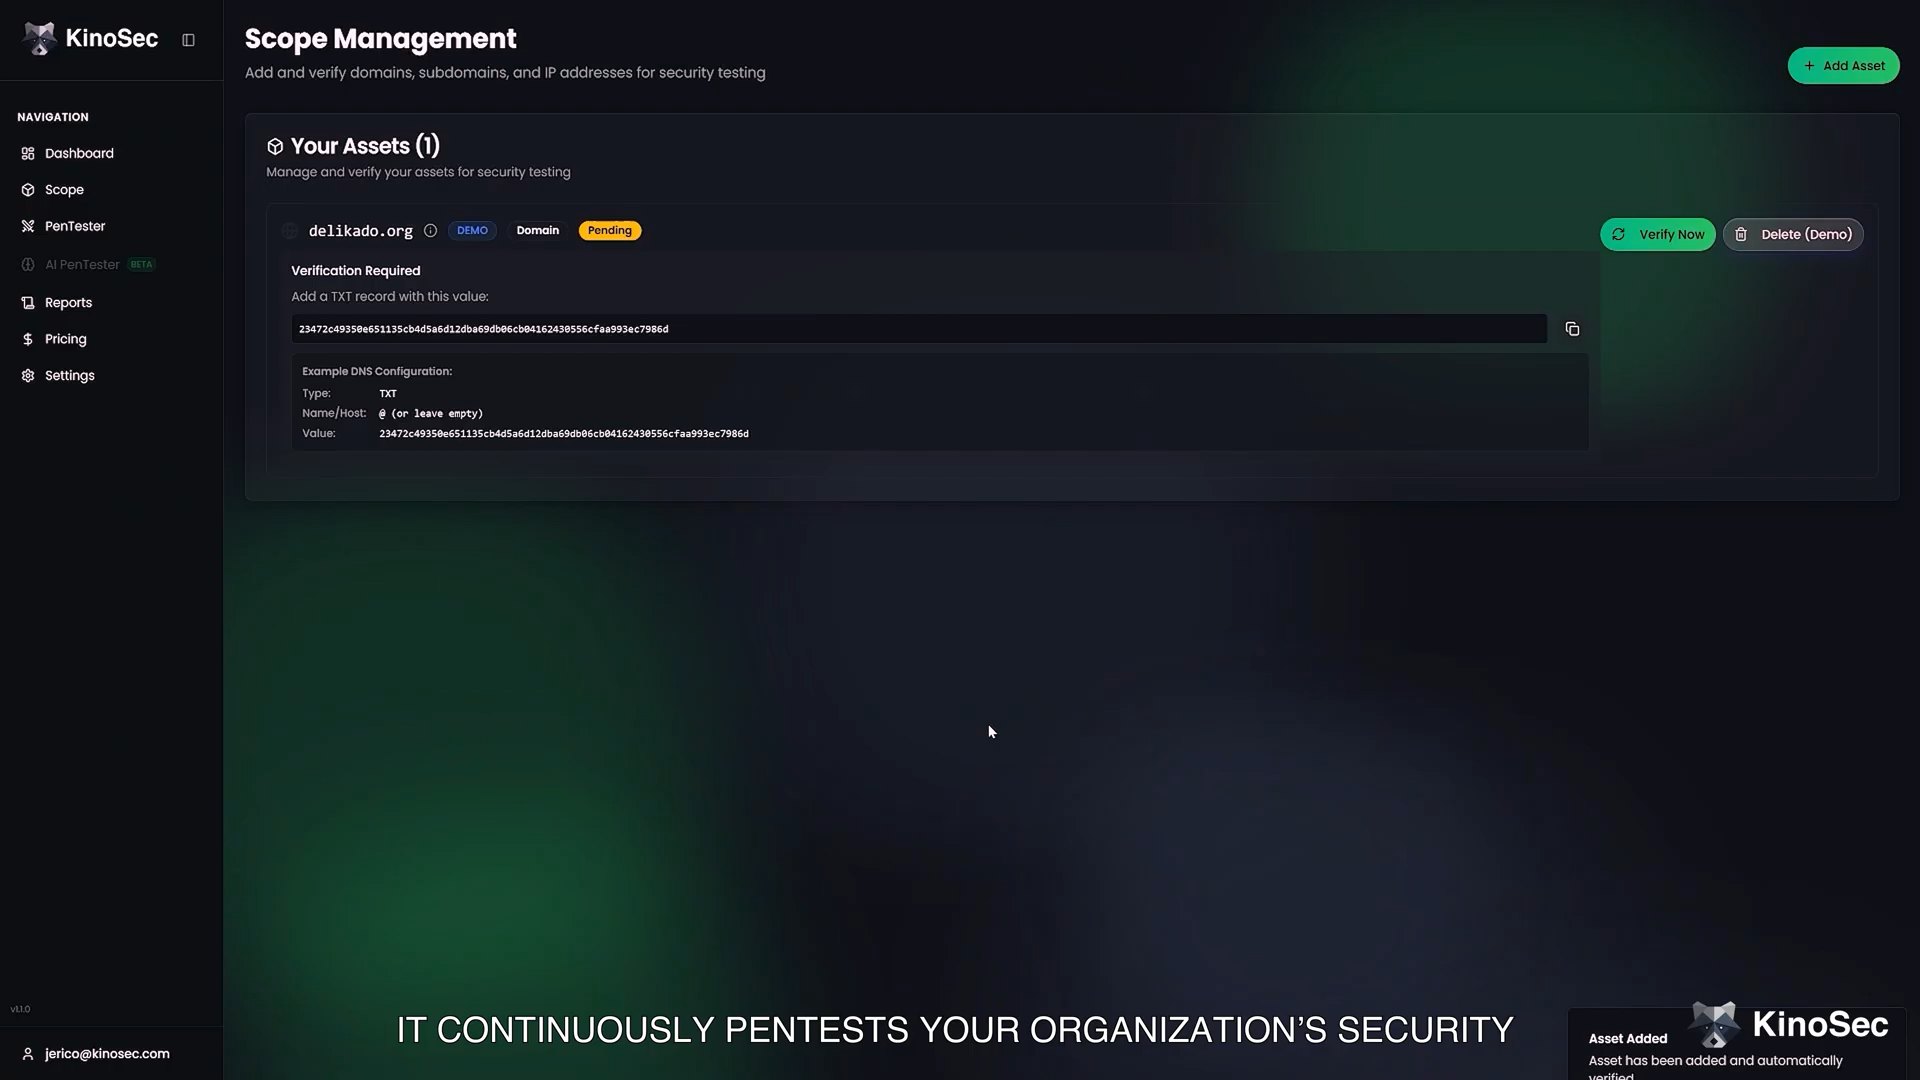 KinoSec
NAVIGATION
Dashboard
Scope
PenTester
AI PenTester BETA
Reports
Pricing
Settings
v1.1.0
jerico@kinosec.com
Scope Management
Add and verify domains, subdomains, and IP addresses for security testing
+ Add Asset
Your Assets (1)
Manage and verify your assets for security testing
delikado.org DEMO Domain Pending
Verify Now
Delete (Demo)
Verification Required
Add a TXT record with this value:
23472c49350e651135cb4d5a6d12dba69db06cb04162430556cfaa993ec7986d
Example DNS Configuration:
Type: TXT
Name/Host: @ (or leave empty)
Value: 23472c49350e651135cb4d5a6d12dba69db06cb04162430556cfaa993ec7986d
IT CONTINUOUSLY PENTESTS YOUR ORGANIZATION’S SECURITY
KinoSec
Asset Added
Asset has been added and automatically
verified